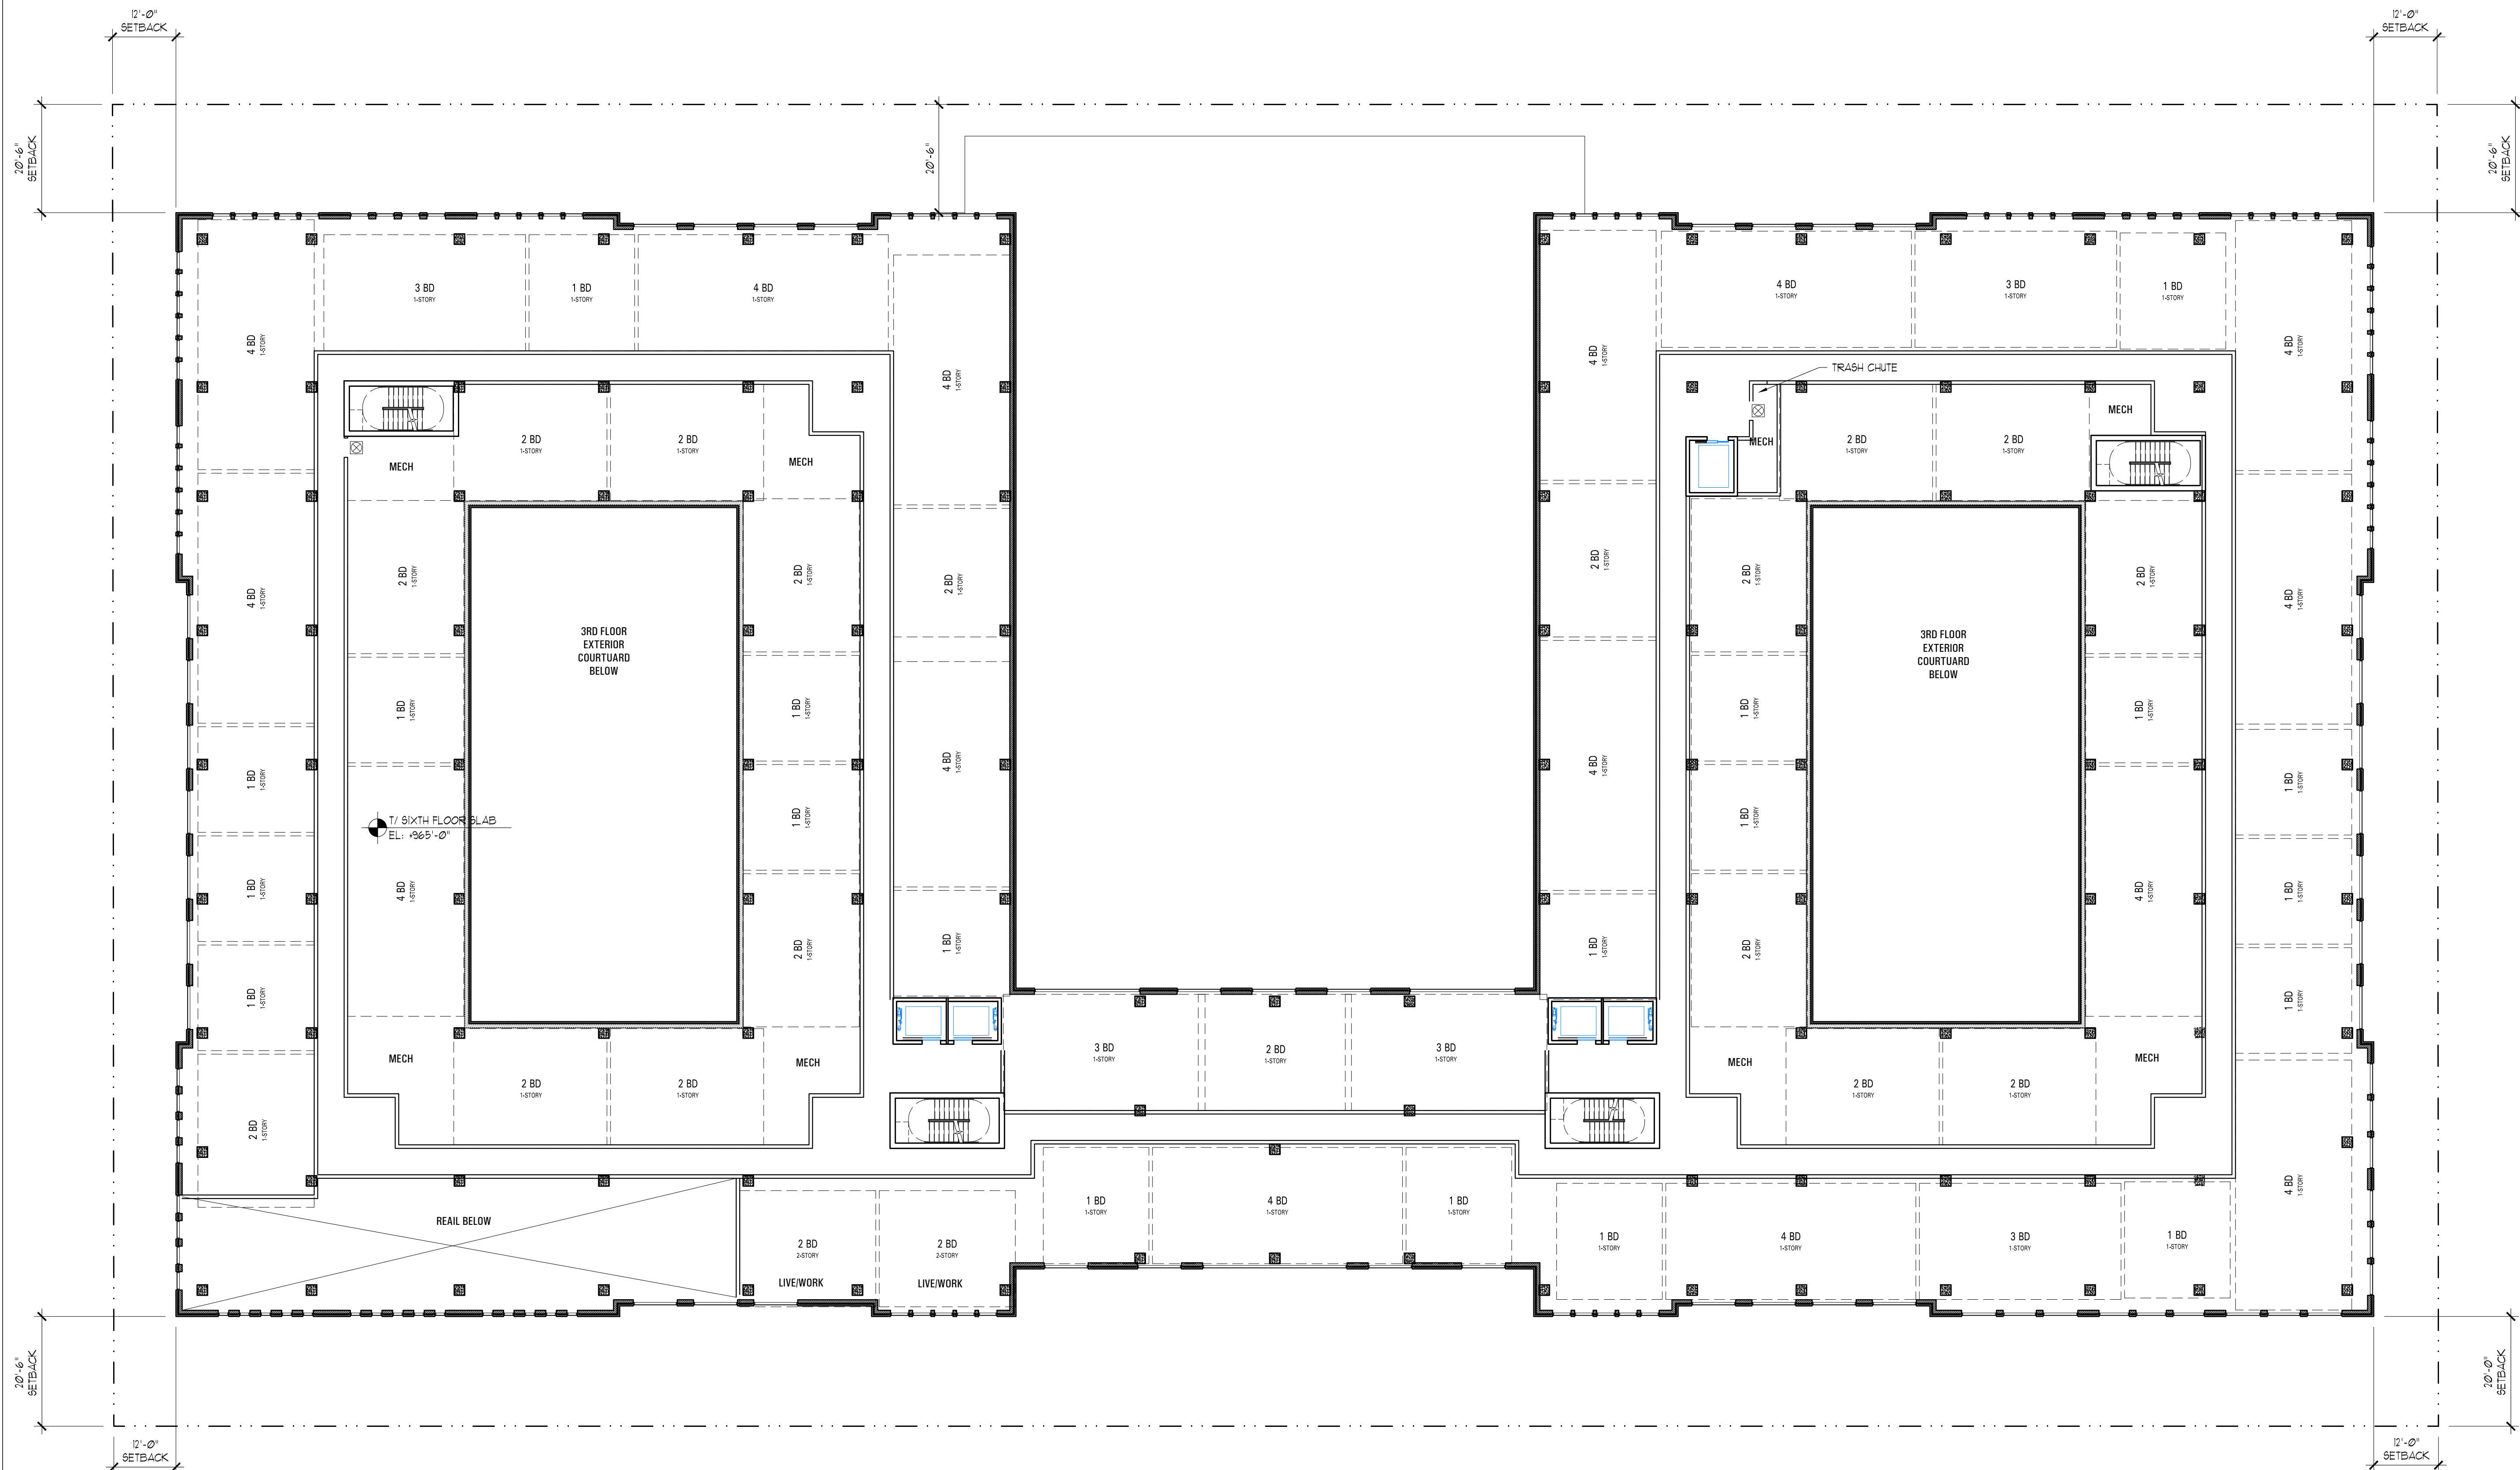 12'-0"
SETBACK
12'-0"
SETBACK
20'-6"
SETBACK
20'-6"
20'-6"
SETBACK
3 BD
1-STORY
1 BD
1-STORY
4 BD
1-STORY
4 BD
1-STORY
3 BD
1-STORY
1 BD
1-STORY
4 BD
1-STORY
4 BD
1-STORY
4 BD
1-STORY
4 BD
1-STORY
TRASH CHUTE
MECH
2 BD
1-STORY
2 BD
1-STORY
MECH
MECH
MECH
2 BD
1-STORY
2 BD
1-STORY
4 BD
1-STORY
2 BD
1-STORY
2 BD
1-STORY
2 BD
1-STORY
2 BD
1-STORY
2 BD
1-STORY
2 BD
1-STORY
4 BD
1-STORY
3RD FLOOR
EXTERIOR
COURTUARD
BELOW
3RD FLOOR
EXTERIOR
COURTUARD
BELOW
1 BD
1-STORY
1 BD
1-STORY
1 BD
1-STORY
1 BD
1-STORY
1 BD
1-STORY
4 BD
1-STORY
4 BD
1-STORY
1 BD
1-STORY
T/ SIXTH FLOOR SLAB
EL: +965'-0"
1 BD
1-STORY
1 BD
1-STORY
1 BD
1-STORY
4 BD
1-STORY
4 BD
1-STORY
1 BD
1-STORY
2 BD
1-STORY
1 BD
1-STORY
1 BD
1-STORY
2 BD
1-STORY
1 BD
1-STORY
1 BD
1-STORY
MECH
MECH
3 BD
1-STORY
2 BD
1-STORY
3 BD
1-STORY
MECH
MECH
2 BD
1-STORY
2 BD
1-STORY
2 BD
1-STORY
2 BD
1-STORY
2 BD
1-STORY
4 BD
1-STORY
REAIL BELOW
2 BD
2-STORY
LIVE/WORK
2 BD
2-STORY
LIVE/WORK
1 BD
1-STORY
4 BD
1-STORY
1 BD
1-STORY
1 BD
1-STORY
4 BD
1-STORY
3 BD
1-STORY
1 BD
1-STORY
20'-6"
SETBACK
20'-0"
SETBACK
12'-0"
SETBACK
12'-0"
SETBACK